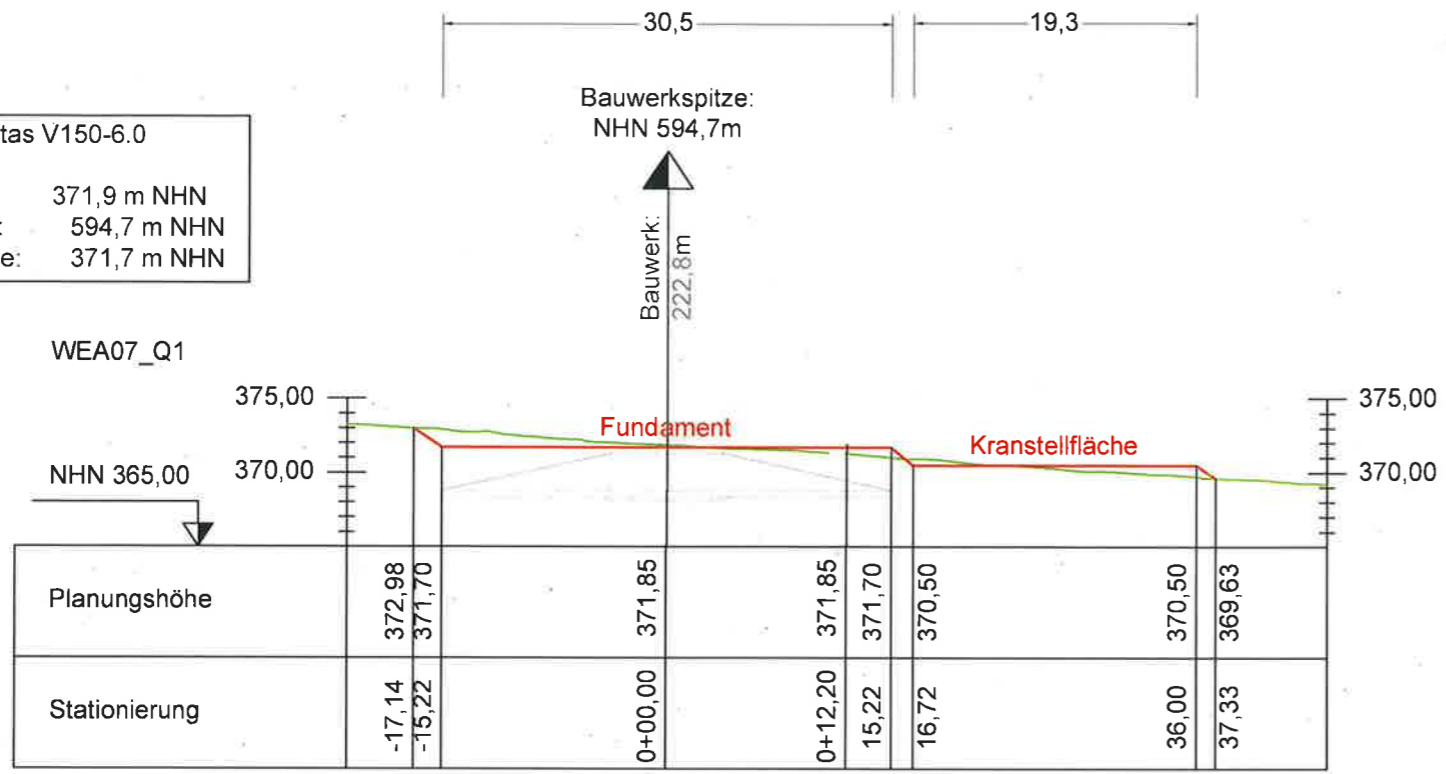 30,5
19,3
Bauwerkspitze:
NHN 594,7m
tas V150-6.0
371,9 m NHN
: 594,7 m NHN
e: 371,7 m NHN
Bauwerk:
222,8m
WEA07_Q1
375,00
375,00
Fundament
Kranstellfläche
NHN 365,00
370,00
370,00
Planungshöhe
372,98
371,70
371,85
371,85
371,70
370,50
370,50
369,63
Stationierung
-17,14
-15,22
0+00,00
0+12,20
15,22
16,72
36,00
37,33